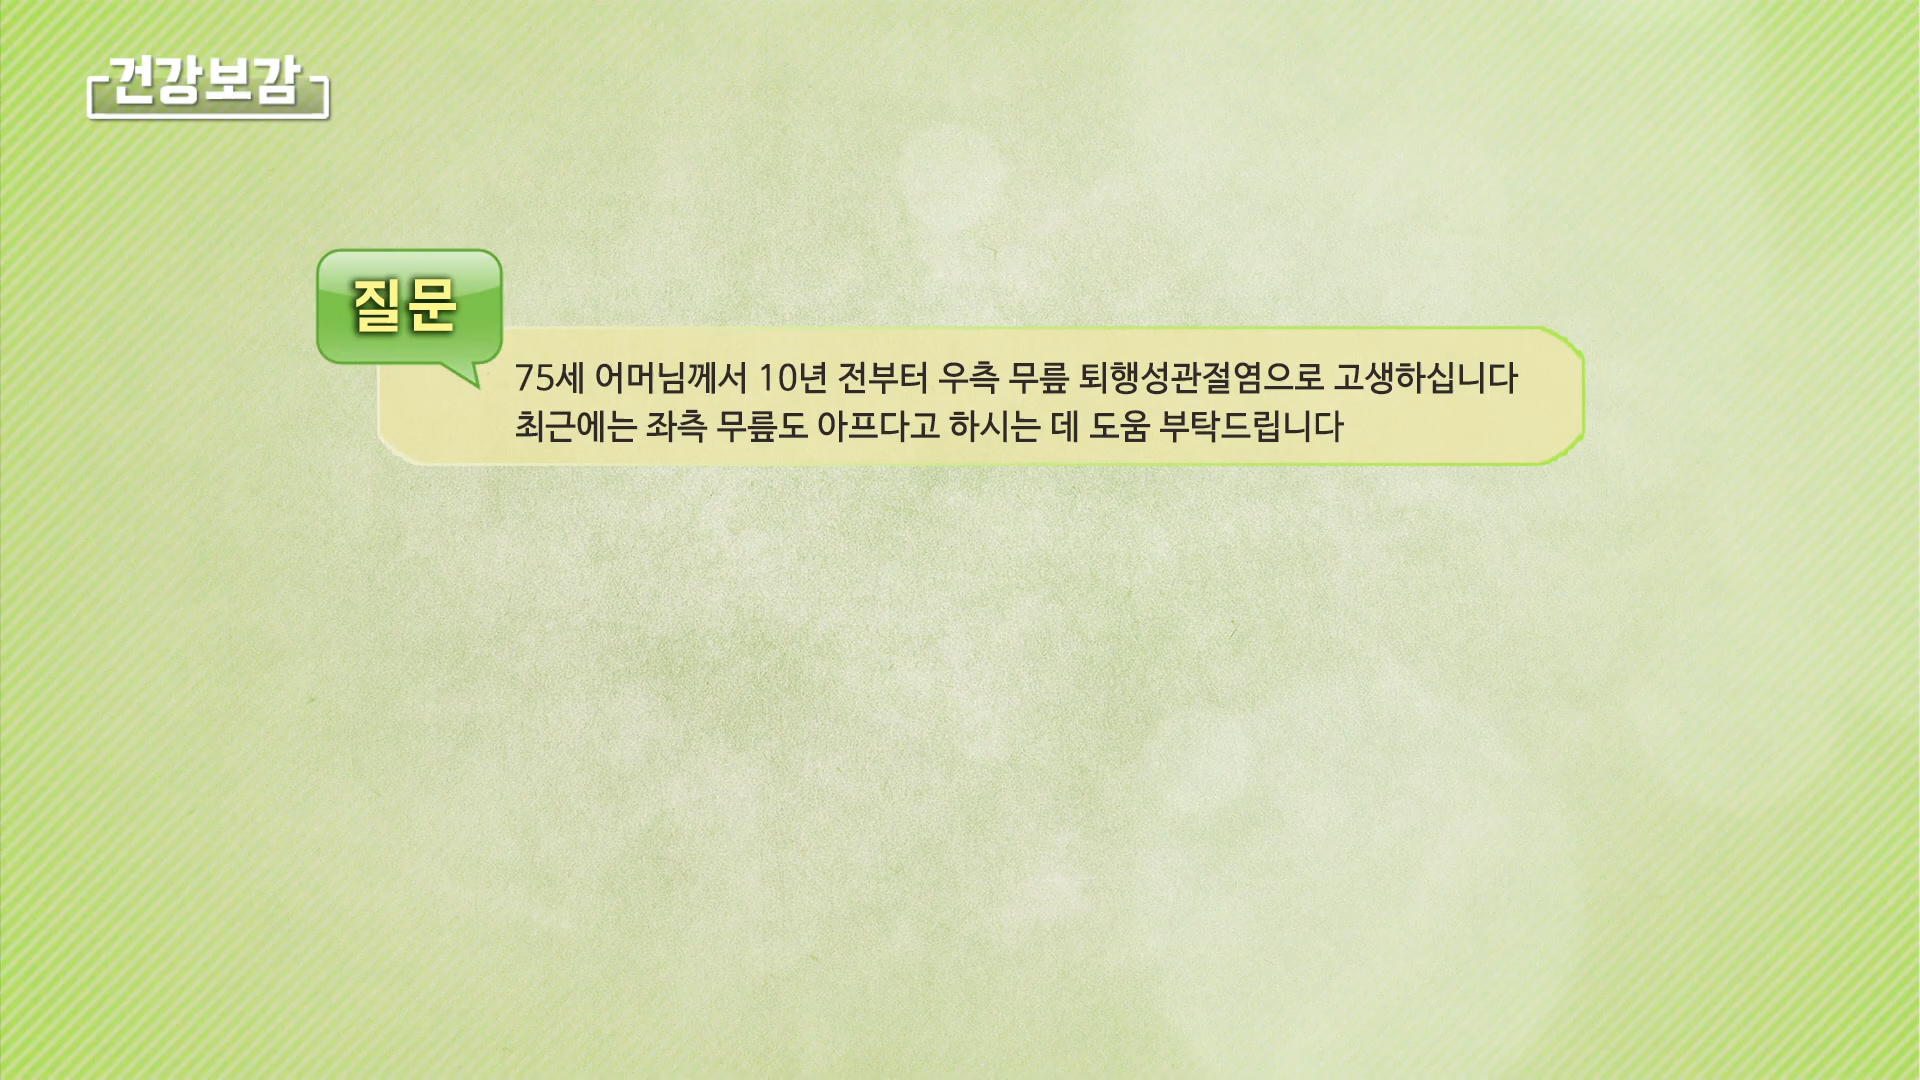 건강보감
질문
75세 어머님께서 10년 전부터 우측 무릎 퇴행성관절염으로 고생하십니다
최근에는 좌측 무릎도 아프다고 하시는 데 도움 부탁드립니다